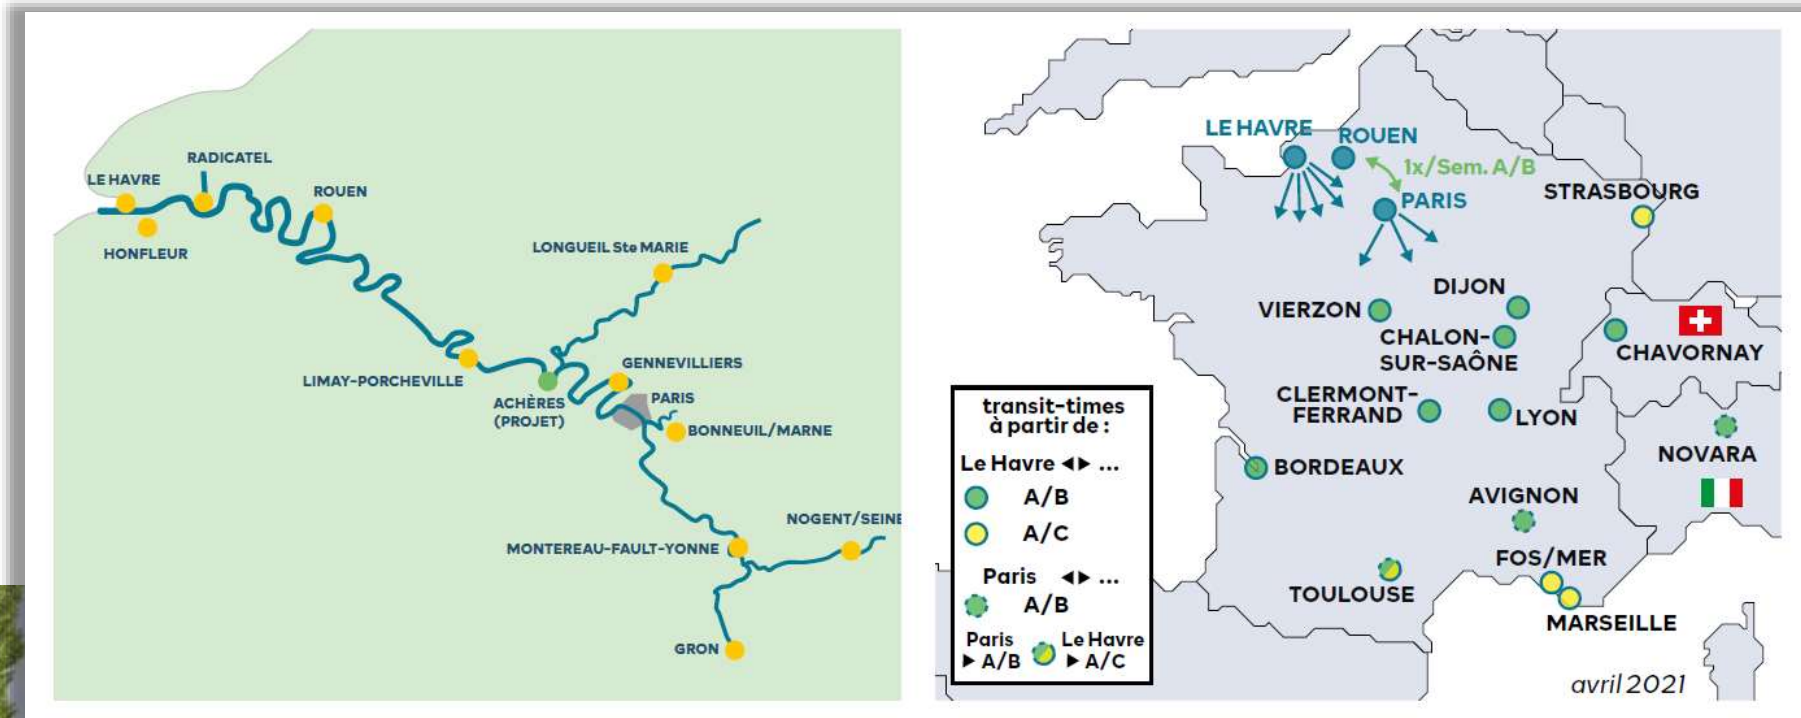 RADICATEL
LE HAVRE
ROUEN
HONFLEUR
LONGUEIL Ste MARIE
LIMAY-PORCHEVILLE
GENNEVILLIERS
ACHÈRES
(PROJET)
PARIS
BONNEUIL/MARNE
NOGENT/SEINE
MONTEREAU-FAULT-YONNE
GRON
LE HAVRE
ROUEN
1x/Sem. A/B
PARIS
STRASBOURG
DIJON
VIERZON
CHALON-
SUR-SAÔNE
CHAVORNAY
CLERMONT-
FERRAND
LYON
NOVARA
BORDEAUX
AVIGNON
FOS/MER
TOULOUSE
MARSEILLE
transit-times
à partir de :
Le Havre ◄► ...
A/B
A/C
Paris ◄► ...
A/B
Paris
► A/B
Le Havre
► A/C
avril 2021